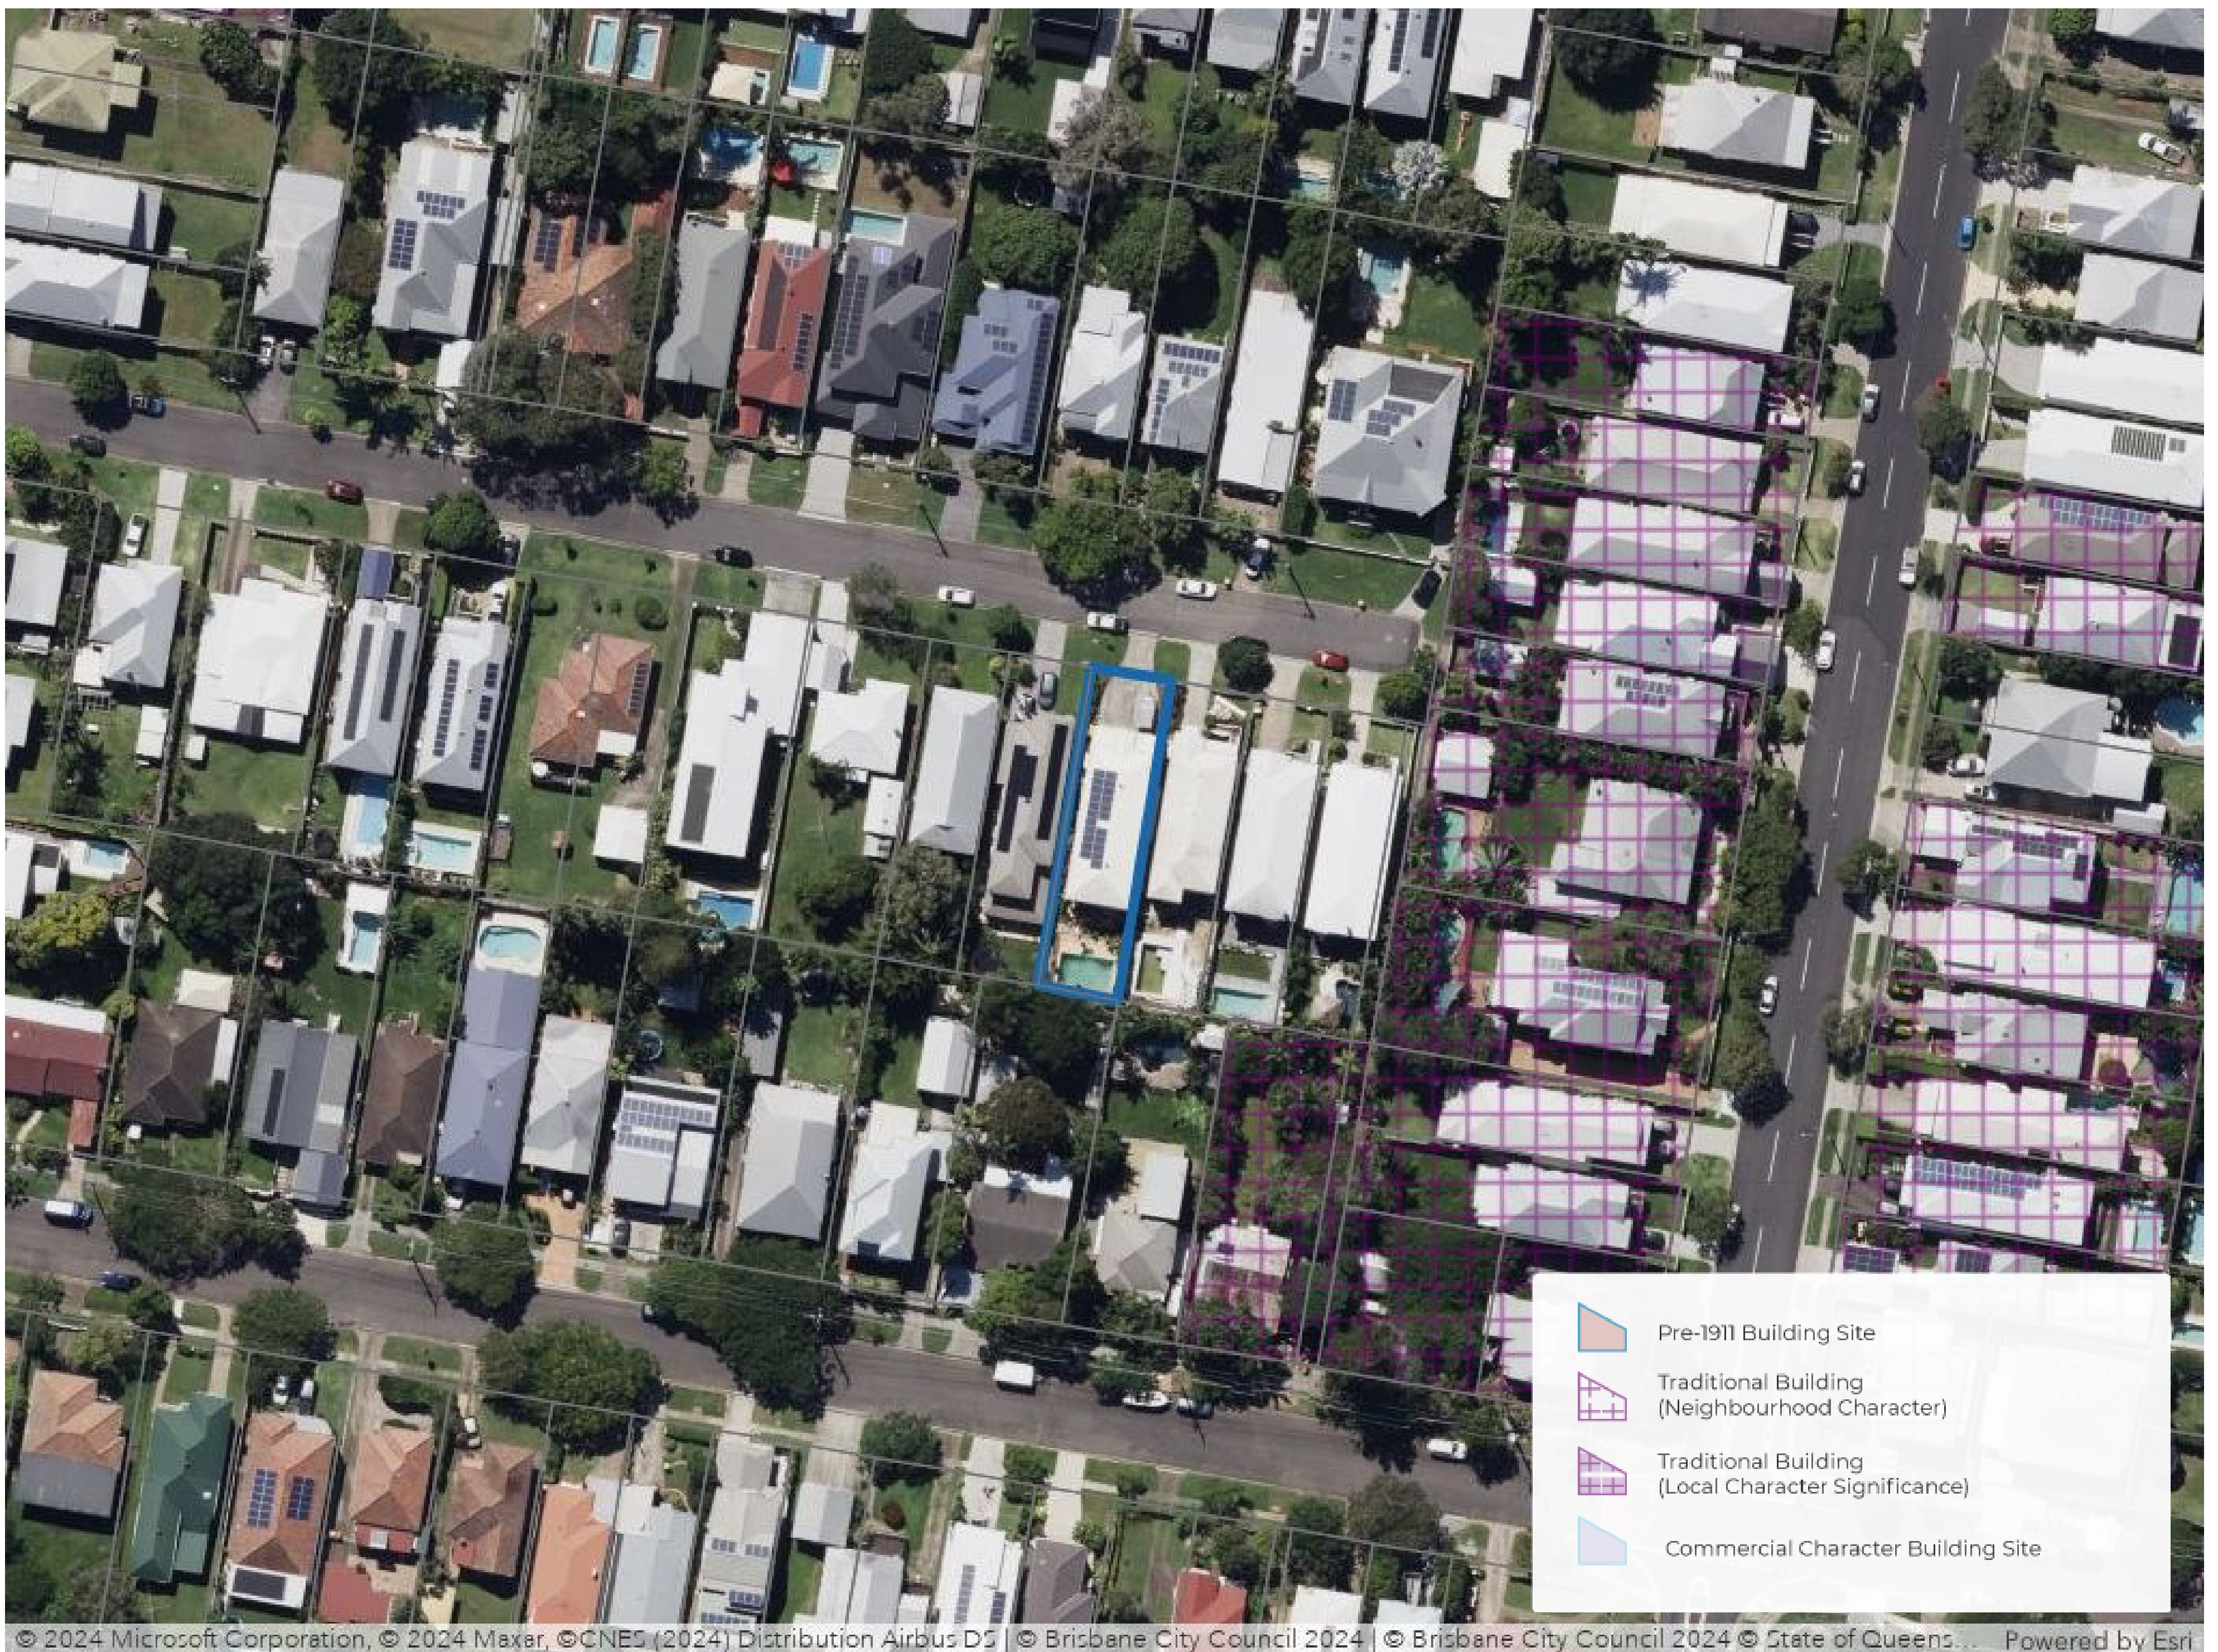 Pre-1911 Building Site
Traditional Building
(Neighbourhood Character)
Traditional Building
(Local Character Significance)
Commercial Character Building Site
© 2024 Microsoft Corporation, © 2024 Maxar, ©CNES (2024) Distribution Airbus DS | © Brisbane City Council 2024 | © Brisbane City Council 2024 © State of Queens... Powered by Esri